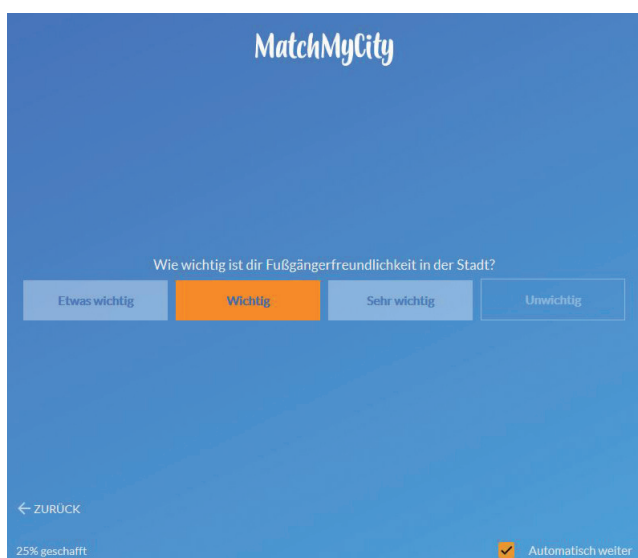 MatchMyCity
Wie wichtig ist dir Fußgängerfreundlichkeit in der Stadt?
Etwas wichtig
Wichtig
Sehr wichtig
Unwichtig
← ZURÜCK
25% geschafft
Automatisch weiter